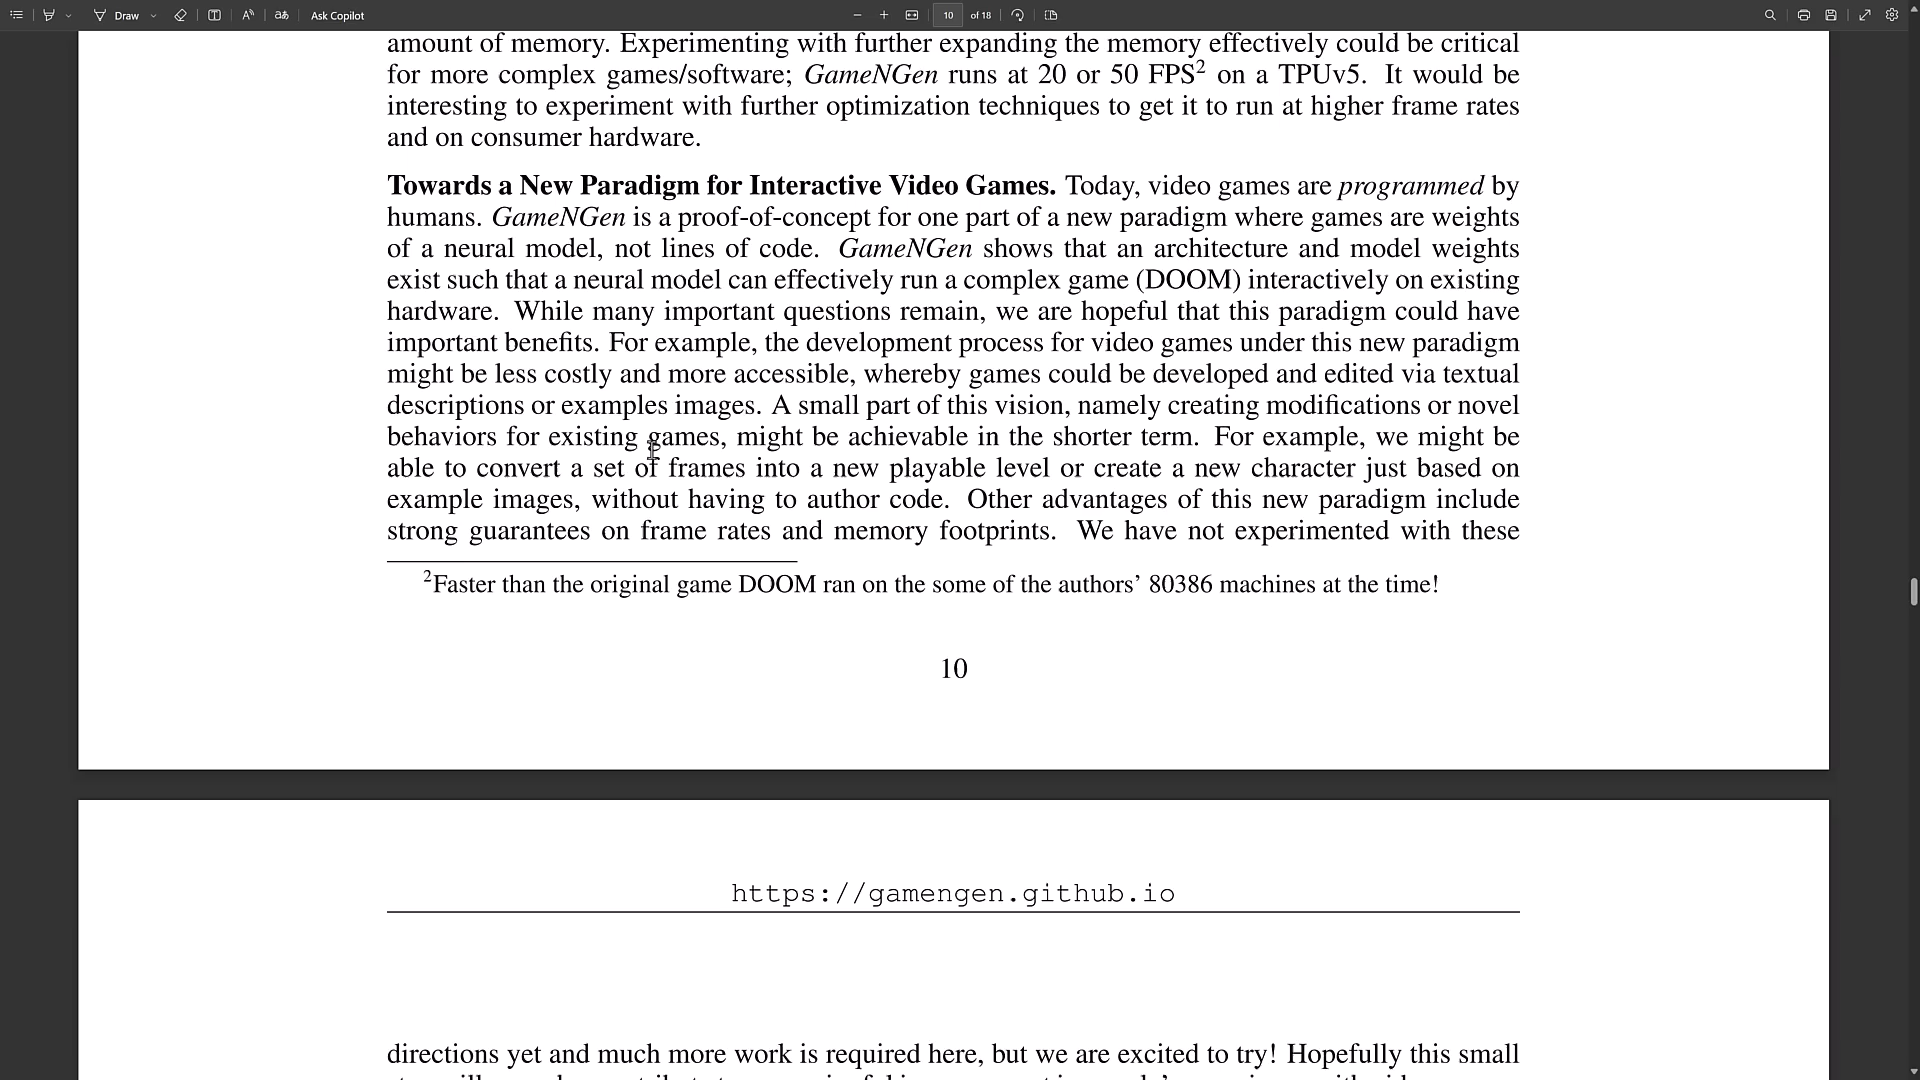 Draw
Ask Copilot
10 of 18
amount of memory. Experimenting with further expanding the memory effectively could be critical
for more complex games/software; GameNGen runs at 20 or 50 FPS2 on a TPUv5. It would be
interesting to experiment with further optimization techniques to get it to run at higher frame rates
and on consumer hardware.
Towards a New Paradigm for Interactive Video Games. Today, video games are programmed by
humans. GameNGen is a proof-of-concept for one part of a new paradigm where games are weights
of a neural model, not lines of code. GameNGen shows that an architecture and model weights
exist such that a neural model can effectively run a complex game (DOOM) interactively on existing
hardware. While many important questions remain, we are hopeful that this paradigm could have
important benefits. For example, the development process for video games under this new paradigm
might be less costly and more accessible, whereby games could be developed and edited via textual
descriptions or examples images. A small part of this vision, namely creating modifications or novel
behaviors for existing games, might be achievable in the shorter term. For example, we might be
able to convert a set of frames into a new playable level or create a new character just based on
example images, without having to author code. Other advantages of this new paradigm include
strong guarantees on frame rates and memory footprints. We have not experimented with these
2Faster than the original game DOOM ran on the some of the authors' 80386 machines at the time!
10
https://gamengen.github.io
directions yet and much more work is required here, but we are excited to try! Hopefully this small